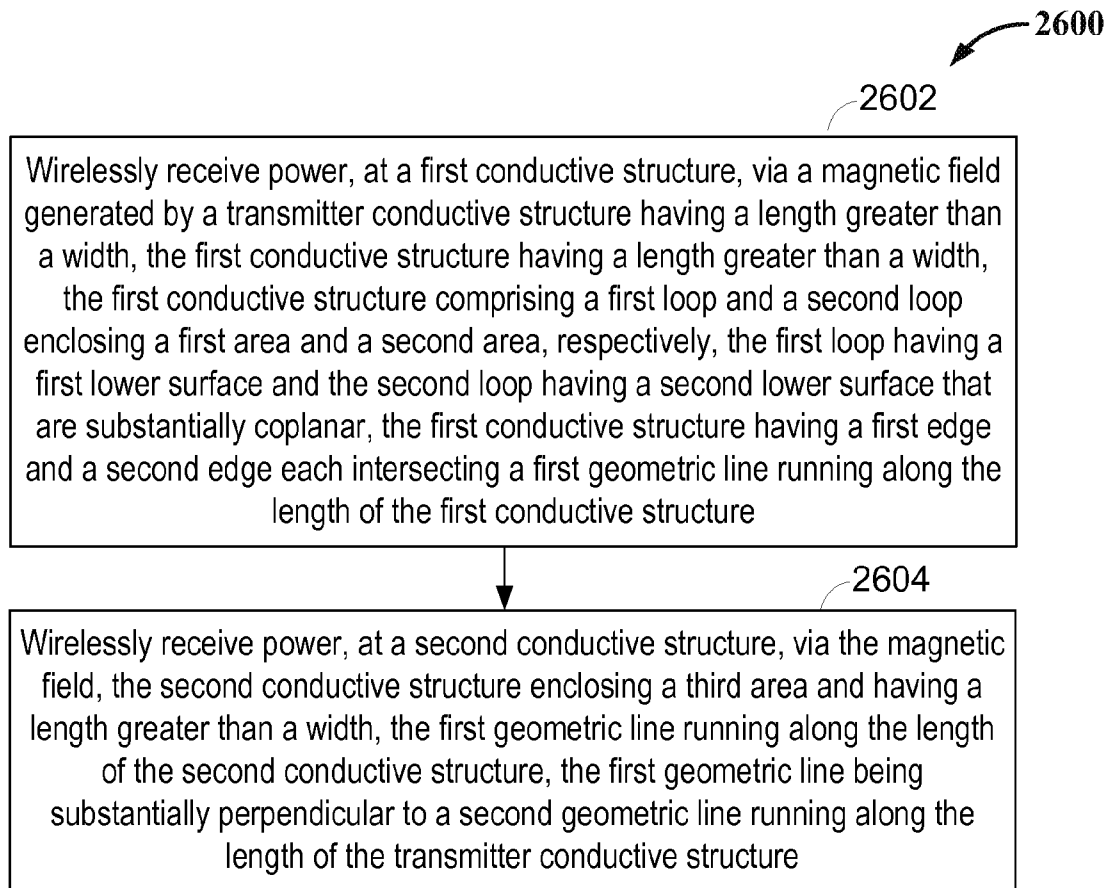 2600
2602
Wirelessly receive power, at a first conductive structure, via a magnetic field
generated by a transmitter conductive structure having a length greater than
a width, the first conductive structure having a length greater than a width,
the first conductive structure comprising a first loop and a second loop
enclosing a first area and a second area, respectively, the first loop having a
first lower surface and the second loop having a second lower surface that
are substantially coplanar, the first conductive structure having a first edge
and a second edge each intersecting a first geometric line running along the
length of the first conductive structure
2604
Wirelessly receive power, at a second conductive structure, via the magnetic
field, the second conductive structure enclosing a third area and having a
length greater than a width, the first geometric line running along the length
of the second conductive structure, the first geometric line being
substantially perpendicular to a second geometric line running along the
length of the transmitter conductive structure